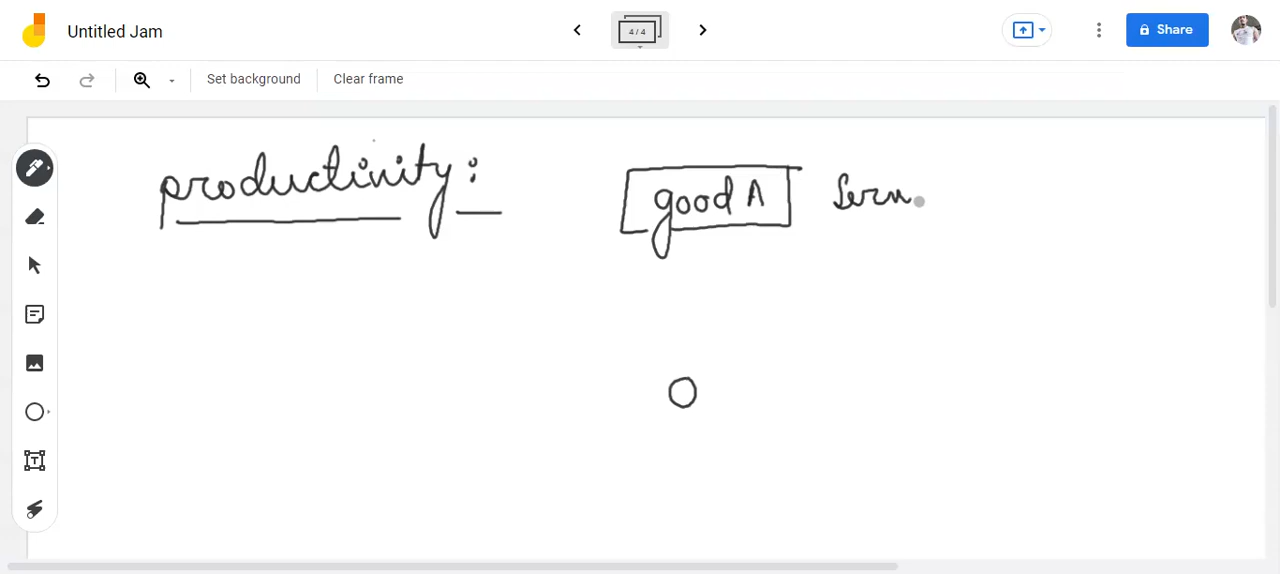 Untitled Jam
4 / 4
Share
Set background
Clear frame
productivity:
good A